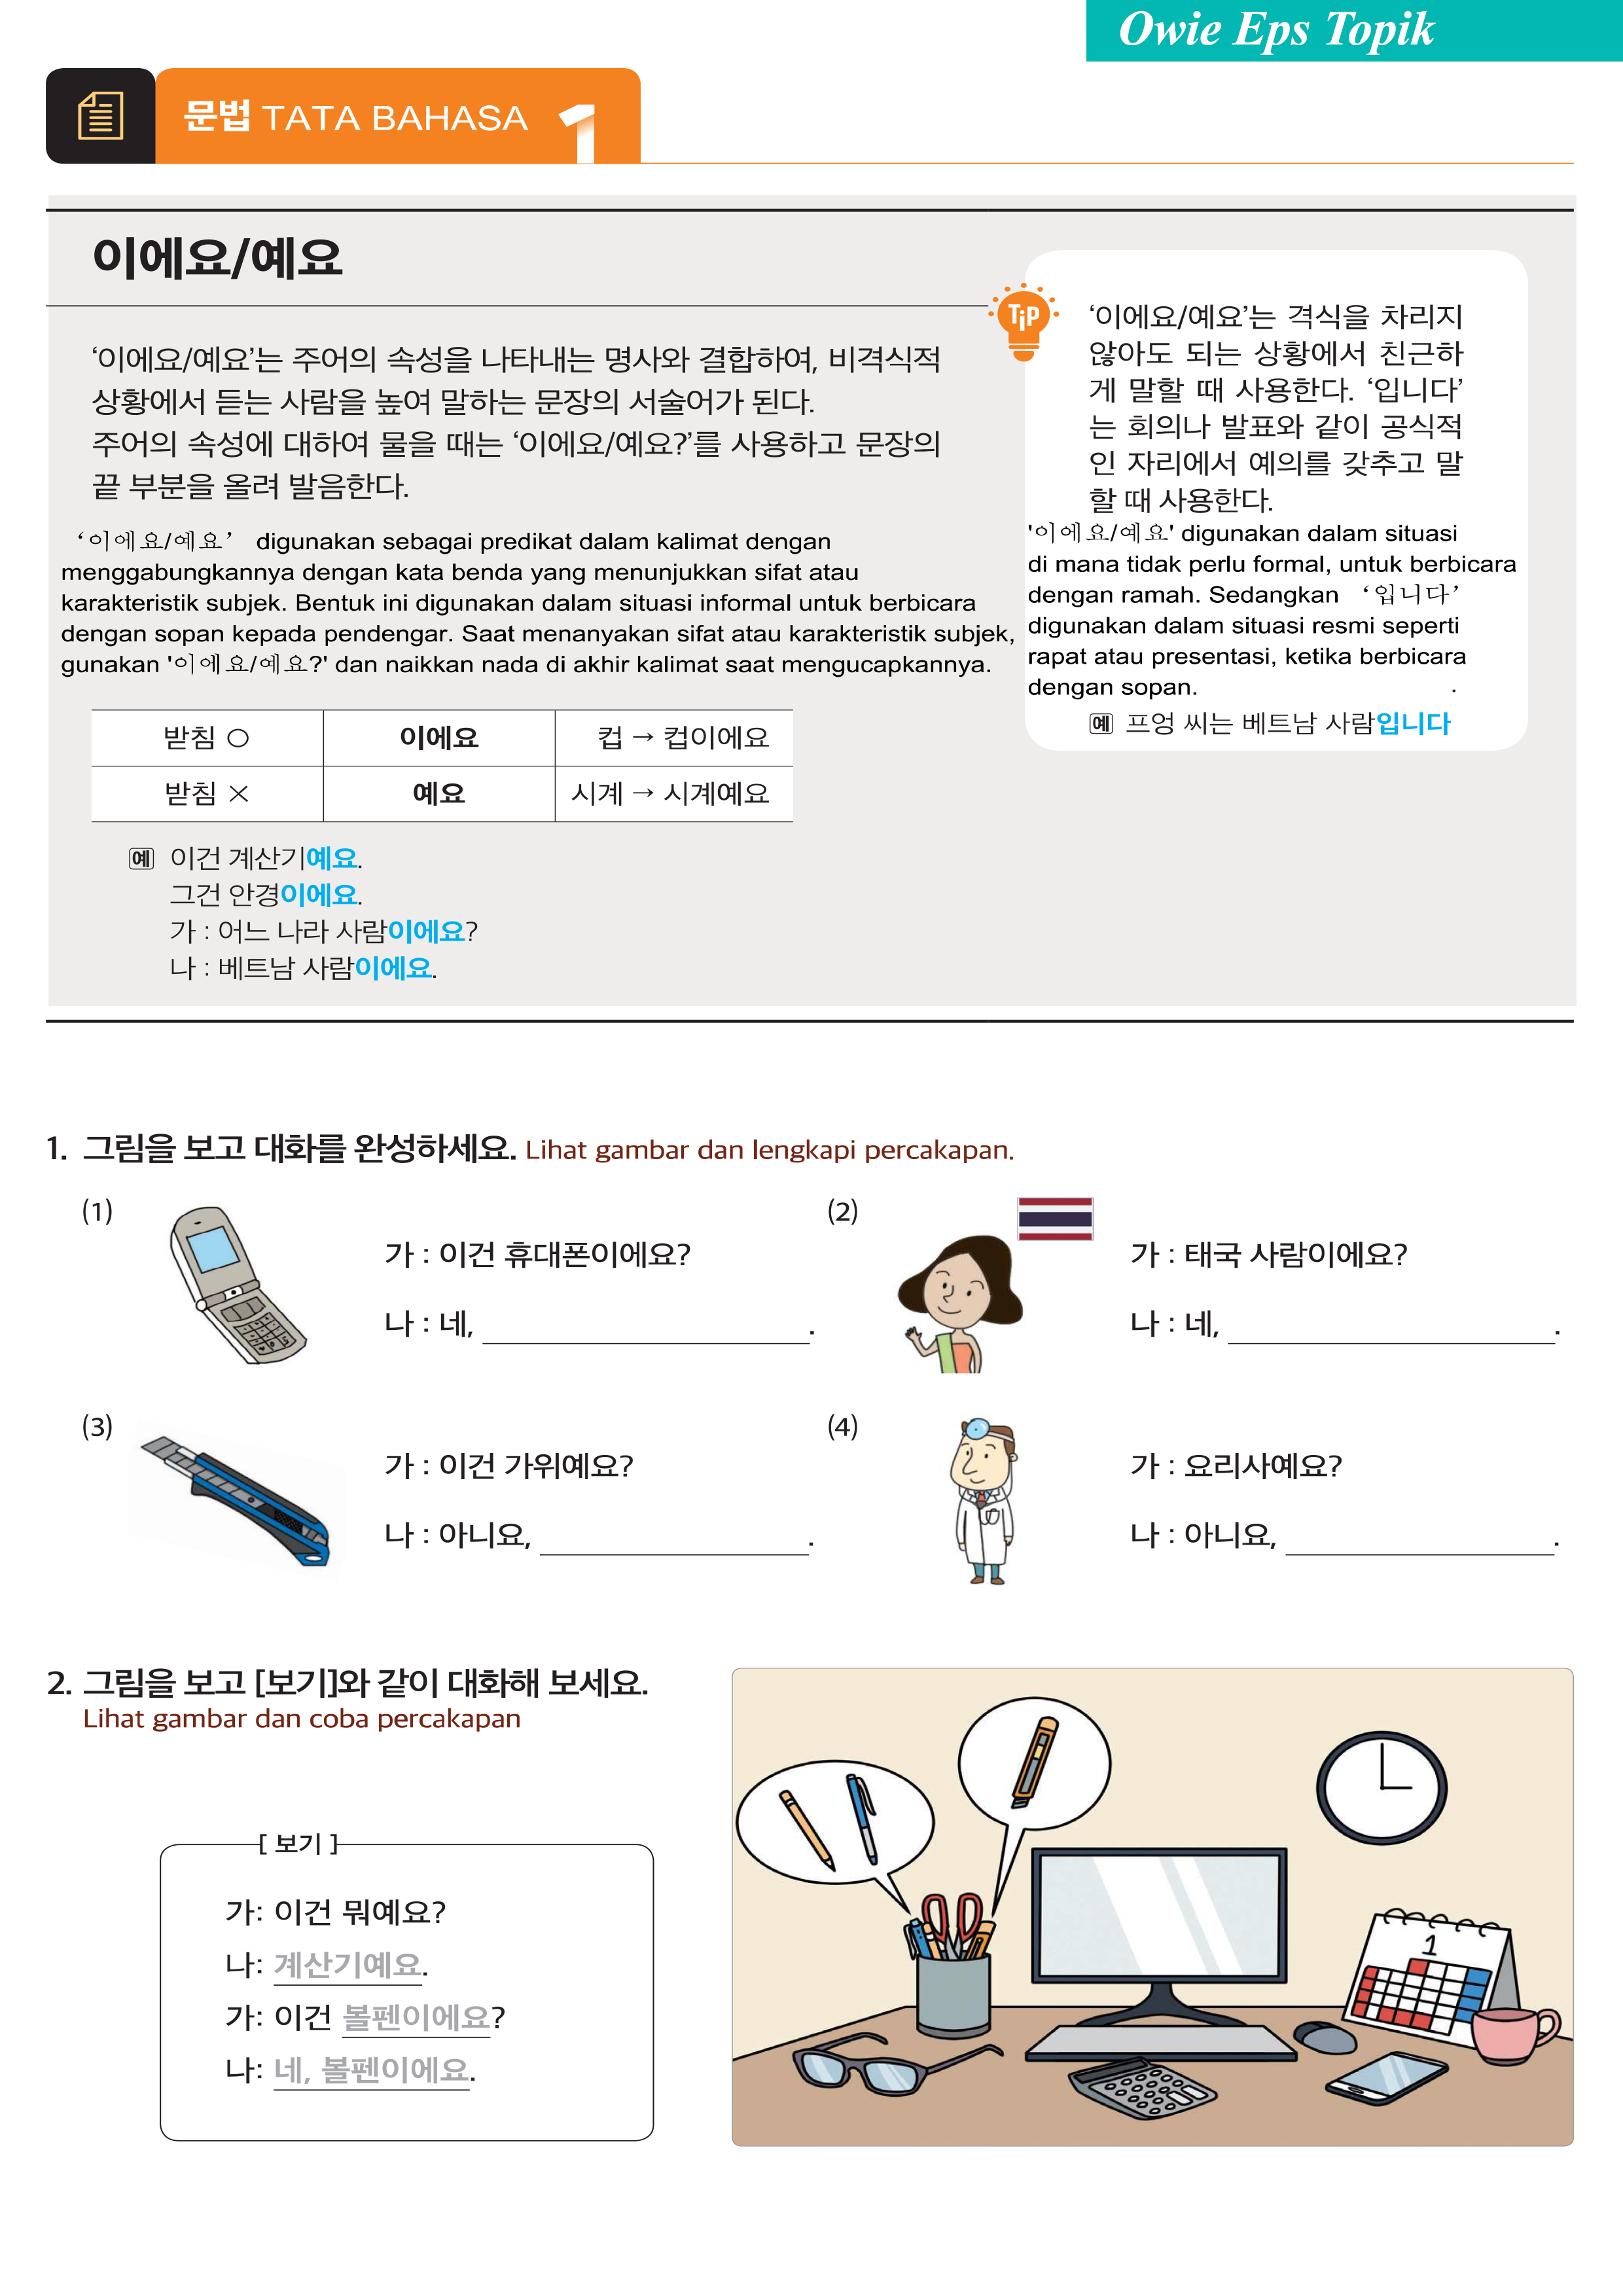 Owie Eps Topik
문법 TATA BAHASA 1
이에요/예요
‘이에요/예요’는 주어의 속성을 나타내는 명사와 결합하여, 비격식적
상황에서 듣는 사람을 높여 말하는 문장의 서술어가 된다.
주어의 속성에 대하여 물을 때는 ‘이에요/예요?’를 사용하고 문장의
끝 부분을 올려 발음한다.
‘이에요/예요’ digunakan sebagai predikat dalam kalimat dengan
menggabungkannya dengan kata benda yang menunjukkan sifat atau
karakteristik subjek. Bentuk ini digunakan dalam situasi informal untuk berbicara
dengan sopan kepada pendengar. Saat menanyakan sifat atau karakteristik subjek,
gunakan '이에요/예요?' dan naikkan nada di akhir kalimat saat mengucapkannya.
TiP
‘이에요/예요’는 격식을 차리지
않아도 되는 상황에서 친근하
게 말할 때 사용한다. ‘입니다’
는 회의나 발표와 같이 공식적
인 자리에서 예의를 갖추고 말
할 때 사용한다.
'이에요/예요' digunakan dalam situasi
di mana tidak perlu formal, untuk berbicara
dengan ramah. Sedangkan ‘입니다’
digunakan dalam situasi resmi seperti
rapat atau presentasi, ketika berbicara
dengan sopan. .
예 프엉 씨는 베트남 사람입니다
받침 ○ 이에요 컵 → 컵이에요
받침 × 예요 시계 → 시계예요
예 이건 계산기예요.
그건 안경이에요.
가 : 어느 나라 사람이에요?
나 : 베트남 사람이에요.
1. 그림을 보고 대화를 완성하세요. Lihat gambar dan lengkapi percakapan.
(1)
가 : 이건 휴대폰이에요?
나 : 네, ______.
(2)
가 : 태국 사람이에요?
나 : 네, ______.
(3)
가 : 이건 가위예요?
나 : 아니요, ______.
(4)
가 : 요리사예요?
나 : 아니요, ______.
2. 그림을 보고 [보기]와 같이 대화해 보세요.
Lihat gambar dan coba percakapan
[ 보기 ]
가: 이건 뭐예요?
나: 계산기예요.
가: 이건 볼펜이에요?
나: 네, 볼펜이에요.
1